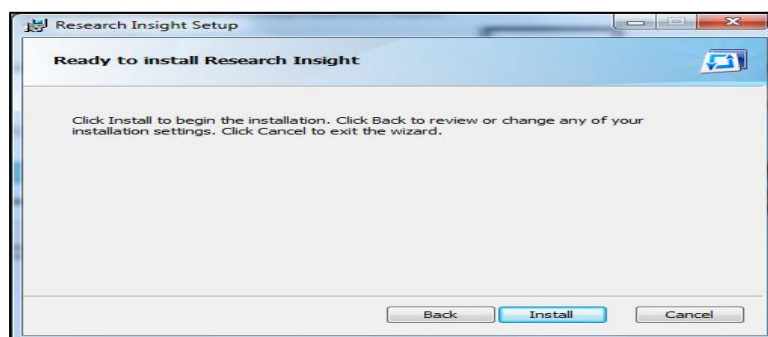 Research Insight Setup
Ready to install Research Insight
Click Install to begin the installation. Click Back to review or change any of your
installation settings. Click Cancel to exit the wizard.
Back Install Cancel